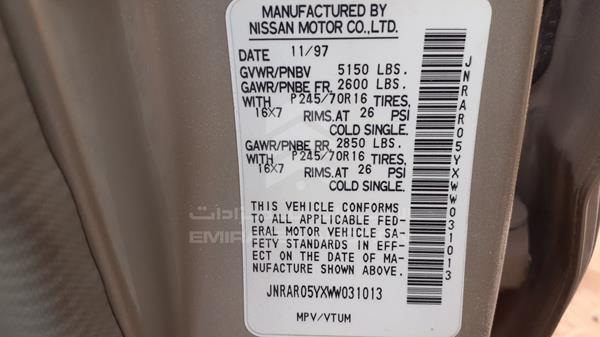 MANUFACTURED BY
NISSAN MOTOR CO.,LTD.
DATE 11/97
GVWR/PNBV 5150 LBS.
GAWR/PNBE FR. 2600 LBS.
WITH P245/70R16 TIRES,
16X7 RIMS.AT 26 PSI
COLD SINGLE.
GAWR/PNBE RR. 2850 LBS.
WITH P245/70R16 TIRES,
16X7 RIMS.AT 26 PSI
COLD SINGLE.
THIS VEHICLE CONFORMS
TO ALL APPLICABLE FED-
ERAL MOTOR VEHICLE SA-
FETY STANDARDS IN EFF-
ECT ON THE DATE OF MA-
NUFACTURE SHOWN ABOVE.
JNRAR05YXWW031013
MPV/VTUM
JNRAR05YXWW031013